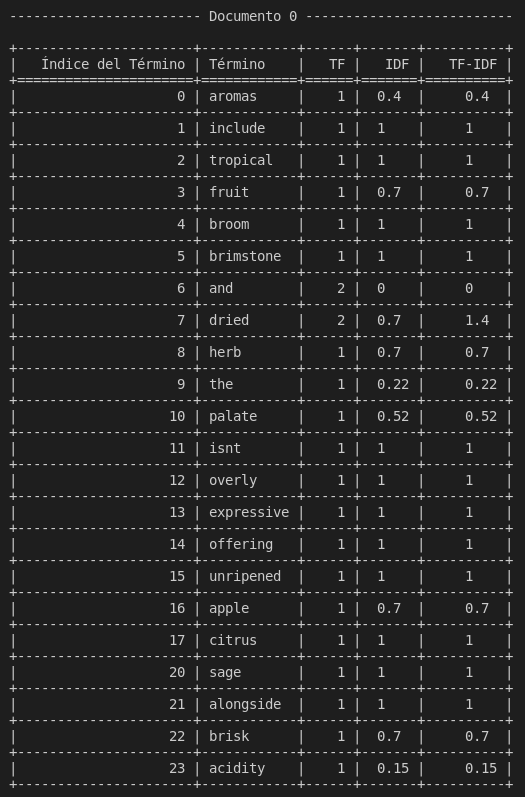 ------------------------ Documento 0 --------------------------
+----------------------+------------+------+-------+----------+
|   Índice del Término | Término    |   TF |   IDF |   TF-IDF |
+======================+============+======+=======+==========+
|                    0 | aromas     |    1 |  0.4  |     0.4  |
+----------------------+------------+------+-------+----------+
|                    1 | include    |    1 |  1    |     1    |
+----------------------+------------+------+-------+----------+
|                    2 | tropical   |    1 |  1    |     1    |
+----------------------+------------+------+-------+----------+
|                    3 | fruit      |    1 |  0.7  |     0.7  |
+----------------------+------------+------+-------+----------+
|                    4 | broom      |    1 |  1    |     1    |
+----------------------+------------+------+-------+----------+
|                    5 | brimstone  |    1 |  1    |     1    |
+----------------------+------------+------+-------+----------+
|                    6 | and        |    2 |  0    |     0    |
+----------------------+------------+------+-------+----------+
|                    7 | dried      |    2 |  0.7  |     1.4  |
+----------------------+------------+------+-------+----------+
|                    8 | herb       |    1 |  0.7  |     0.7  |
+----------------------+------------+------+-------+----------+
|                    9 | the        |    1 |  0.22 |     0.22 |
+----------------------+------------+------+-------+----------+
|                   10 | palate     |    1 |  0.52 |     0.52 |
+----------------------+------------+------+-------+----------+
|                   11 | isnt       |    1 |  1    |     1    |
+----------------------+------------+------+-------+----------+
|                   12 | overly     |    1 |  1    |     1    |
+----------------------+------------+------+-------+----------+
|                   13 | expressive |    1 |  1    |     1    |
+----------------------+------------+------+-------+----------+
|                   14 | offering   |    1 |  1    |     1    |
+----------------------+------------+------+-------+----------+
|                   15 | unripened  |    1 |  1    |     1    |
+----------------------+------------+------+-------+----------+
|                   16 | apple      |    1 |  0.7  |     0.7  |
+----------------------+------------+------+-------+----------+
|                   17 | citrus     |    1 |  1    |     1    |
+----------------------+------------+------+-------+----------+
|                   20 | sage       |    1 |  1    |     1    |
+----------------------+------------+------+-------+----------+
|                   21 | alongside  |    1 |  1    |     1    |
+----------------------+------------+------+-------+----------+
|                   22 | brisk      |    1 |  0.7  |     0.7  |
+----------------------+------------+------+-------+----------+
|                   23 | acidity    |    1 |  0.15 |     0.15 |
+----------------------+------------+------+-------+----------+